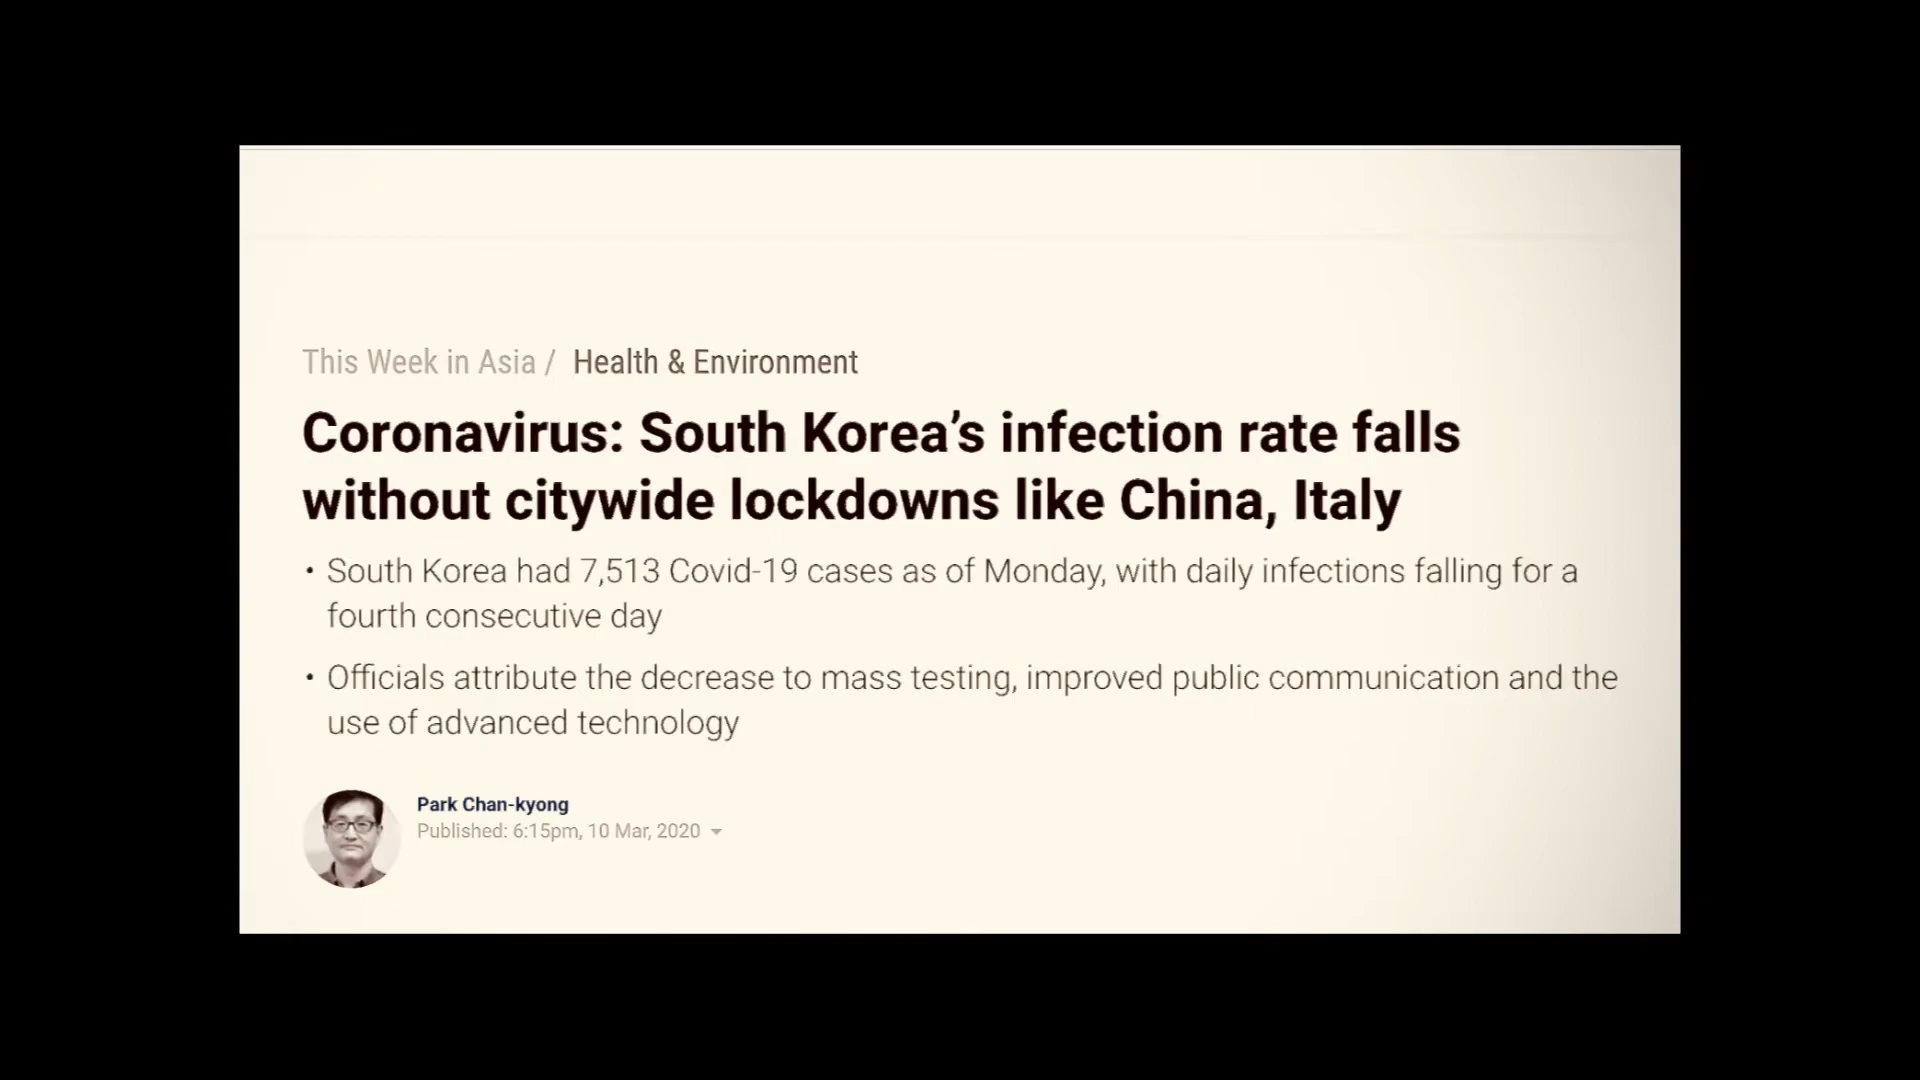 This Week in Asia / Health & Environment
Coronavirus: South Korea’s infection rate falls
without citywide lockdowns like China, Italy
• South Korea had 7,513 Covid-19 cases as of Monday, with daily infections falling for a
fourth consecutive day
• Officials attribute the decrease to mass testing, improved public communication and the
use of advanced technology
Park Chan-kyong
Published: 6:15pm, 10 Mar, 2020